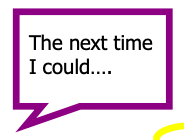 The next time
I could....